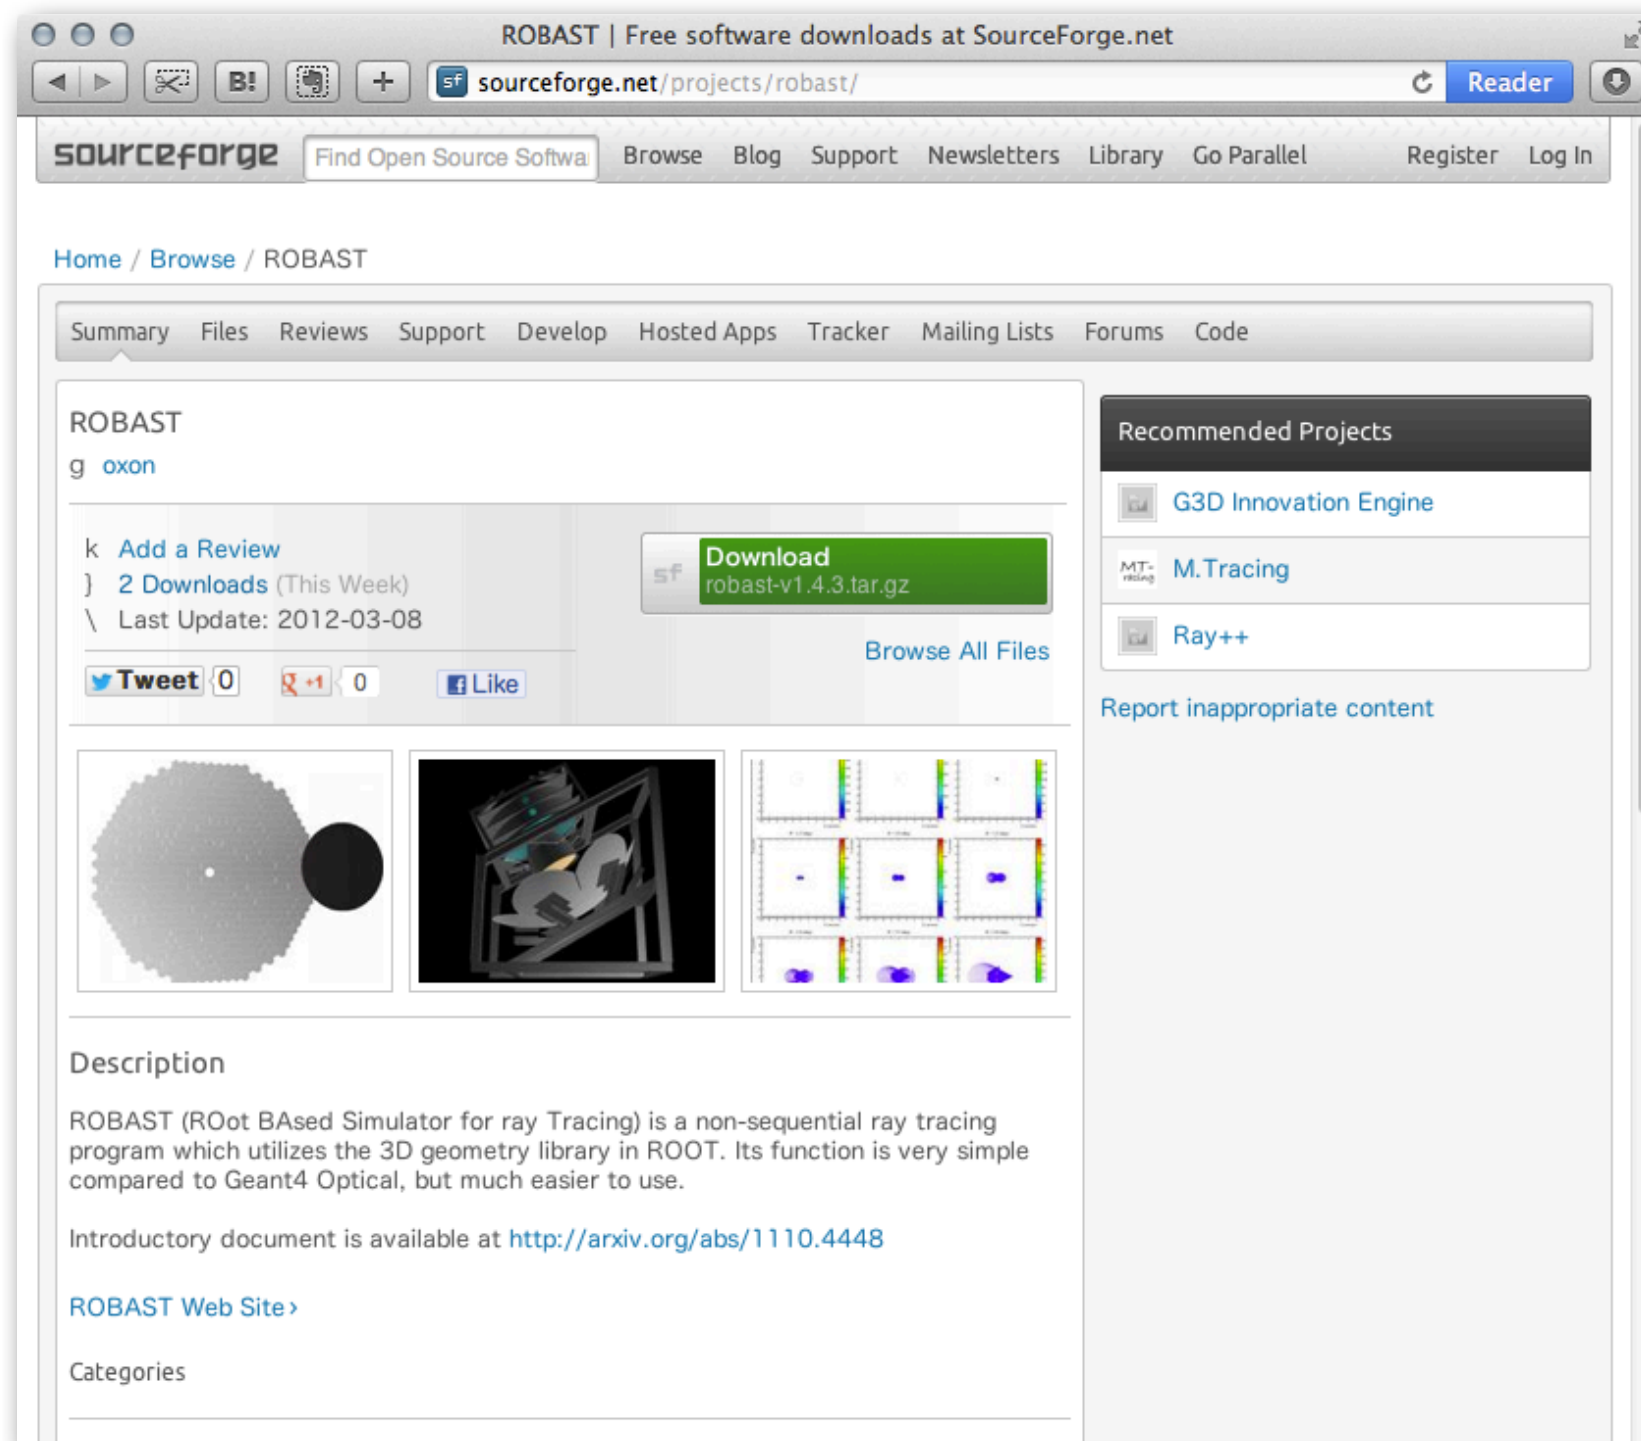 ROBAST | Free software downloads at SourceForge.net
B! + sf sourceforge.net/projects/robast/ Reader
sourceforge Find Open Source Softwa Browse Blog Support Newsletters Library Go Parallel Register Log In
Home / Browse / ROBAST
Summary Files Reviews Support Develop Hosted Apps Tracker Mailing Lists Forums Code
ROBAST
g oxon
k Add a Review
} 2 Downloads (This Week)
\ Last Update: 2012-03-08
Tweet 0 g +1 0 f Like
sf Download
robast-v1.4.3.tar.gz
Browse All Files
Recommended Projects
G3D Innovation Engine
M.Tracing
Ray++
Report inappropriate content
Description
ROBAST (ROot BAsed Simulator for ray Tracing) is a non-sequential ray tracing
program which utilizes the 3D geometry library in ROOT. Its function is very simple
compared to Geant4 Optical, but much easier to use.
Introductory document is available at http://arxiv.org/abs/1110.4448
ROBAST Web Site ›
Categories